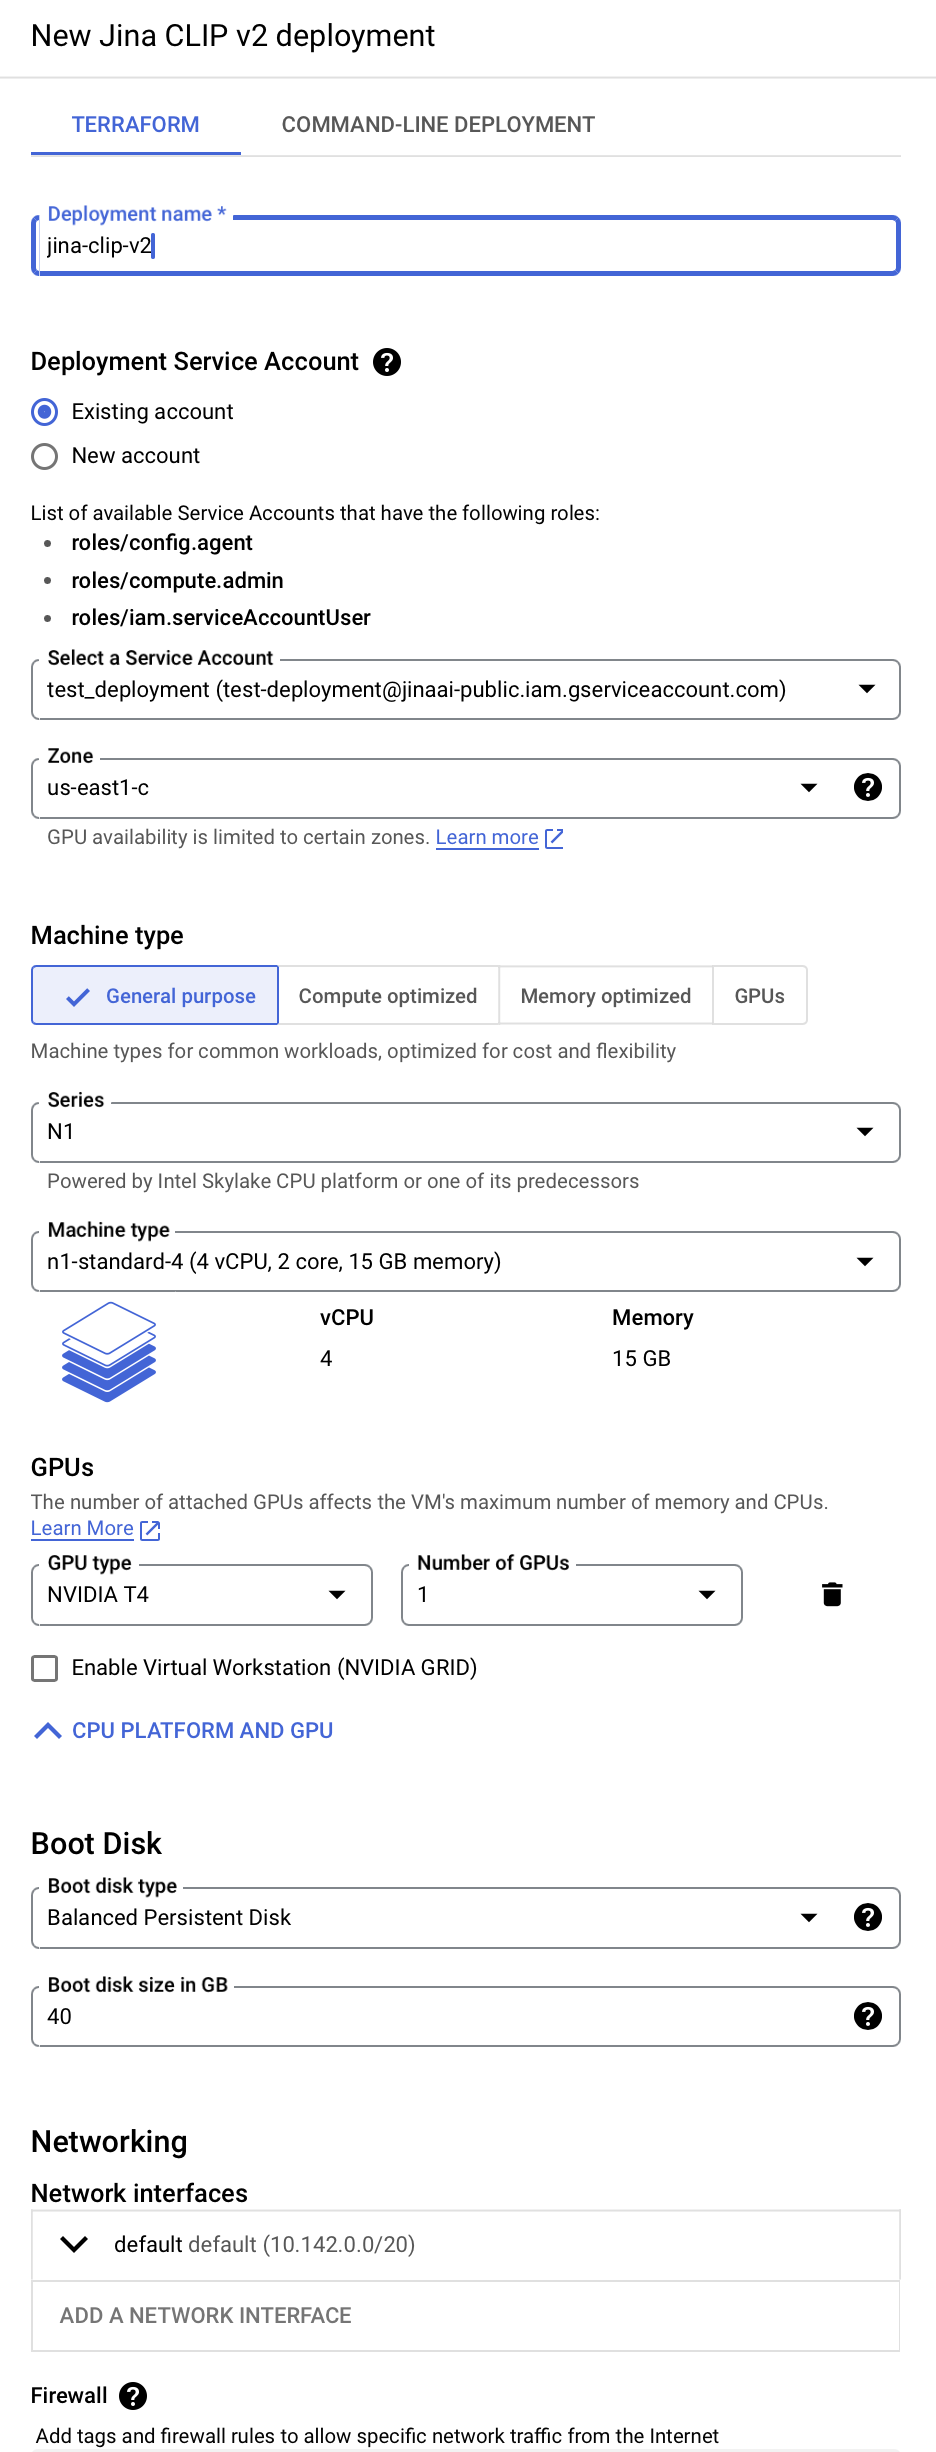 New Jina CLIP v2 deployment
TERRAFORM COMMAND-LINE DEPLOYMENT
Deployment name *
jina-clip-v2
Deployment Service Account
Existing account
New account
List of available Service Accounts that have the following roles:
• roles/config.agent
• roles/compute.admin
• roles/iam.serviceAccountUser
Select a Service Account
test_deployment (test-deployment@jinaai-public.iam.gserviceaccount.com)
Zone
us-east1-c
GPU availability is limited to certain zones. Learn more
Machine type
General purpose Compute optimized Memory optimized GPUs
Machine types for common workloads, optimized for cost and flexibility
Series
N1
Powered by Intel Skylake CPU platform or one of its predecessors
Machine type
n1-standard-4 (4 vCPU, 2 core, 15 GB memory)
vCPU Memory
4 15 GB
GPUs
The number of attached GPUs affects the VM's maximum number of memory and CPUs.
Learn More
GPU type Number of GPUs
NVIDIA T4 1
Enable Virtual Workstation (NVIDIA GRID)
CPU PLATFORM AND GPU
Boot Disk
Boot disk type
Balanced Persistent Disk
Boot disk size in GB
40
Networking
Network interfaces
default default (10.142.0.0/20)
ADD A NETWORK INTERFACE
Firewall
Add tags and firewall rules to allow specific network traffic from the Internet